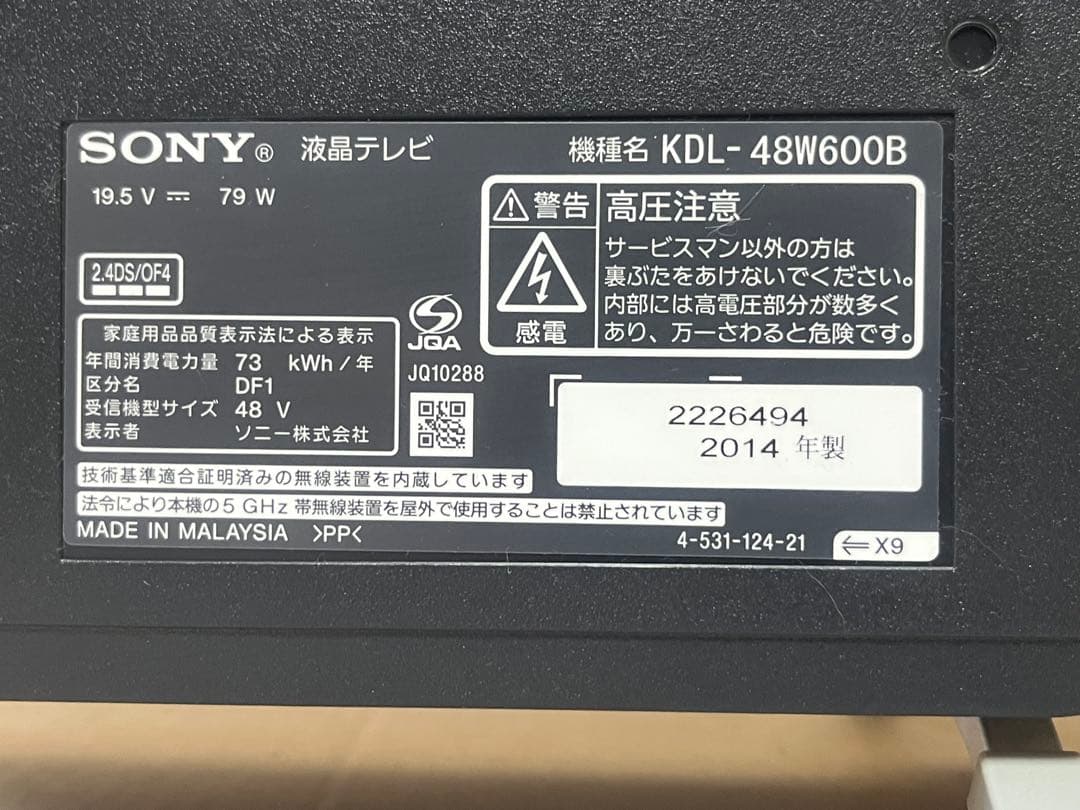 SONY® 液晶テレビ 機種名 KDL-48W600B
19.5 V ⎓ 79 W
警告 高圧注意
感電
サービスマン以外の方は
裏ぶたをあけないでください。
内部には高電圧部分が数多く
あり、万一さわると危険です。
2.4DS/OF4
家庭用品品質表示法による表示
年間消費電力量 73 kWh/年
区分名 DF1
受信機型サイズ 48 V
表示者 ソニー株式会社
JQA
JQ10288
2226494
2014 年製
技術基準適合証明済みの無線装置を内蔵しています
法令により本機の5 GHz 帯無線装置を屋外で使用することは禁止されています
MADE IN MALAYSIA >PP<
4-531-124-21
⇐ X9